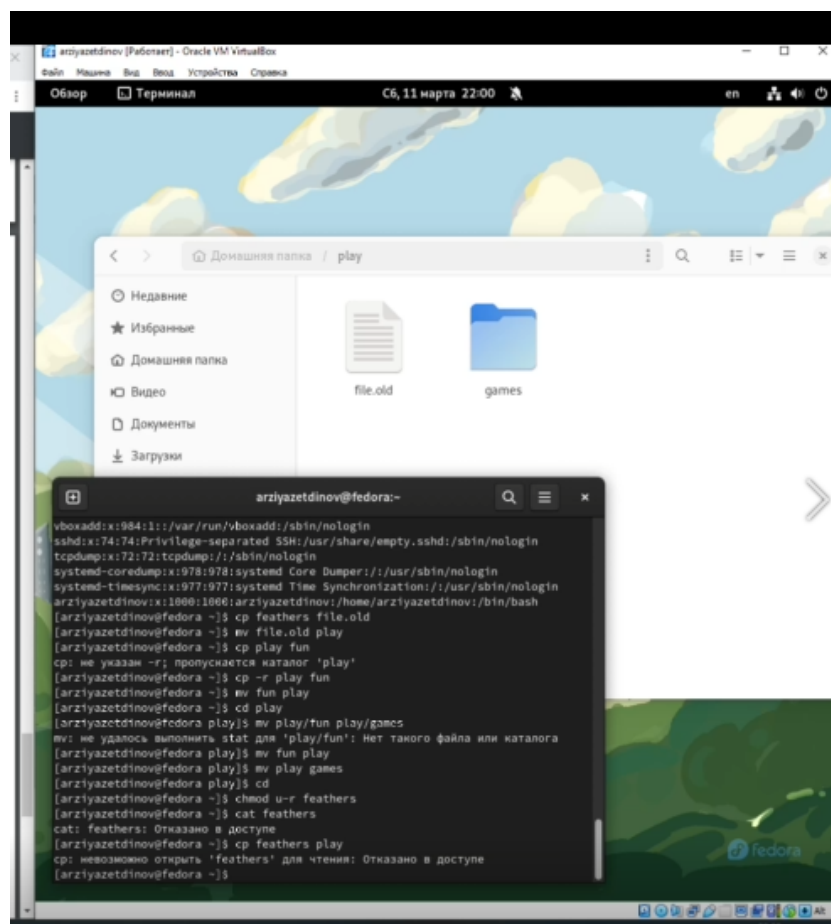 arziyazetdinov [Работает] - Oracle VM VirtualBox
Файл Машина Вид Ввод Устройства Справка
Обзор Терминал Сб, 11 марта 22:00 en
Домашняя папка / play
Недавние
Избранные
Домашняя папка
Видео
Документы
Загрузки
file.old games
arziyazetdinov@fedora:~
vboxadd:x:984:1::/var/run/vboxadd:/sbin/nologin
sshd:x:74:74:Privilege-separated SSH:/usr/share/empty.sshd:/sbin/nologin
tcpdump:x:72:72:tcpdump:/:/sbin/nologin
systemd-coredump:x:978:978:systemd Core Dumper:/:/usr/sbin/nologin
systemd-timesync:x:977:977:systemd Time Synchronization:/:/usr/sbin/nologin
arziyazetdinov:x:1000:1000:arziyazetdinov:/home/arziyazetdinov:/bin/bash
[arziyazetdinov@fedora ~]$ cp feathers file.old
[arziyazetdinov@fedora ~]$ mv file.old play
[arziyazetdinov@fedora ~]$ cp play fun
cp: не указан -r; пропускается каталог 'play'
[arziyazetdinov@fedora ~]$ cp -r play fun
[arziyazetdinov@fedora ~]$ mv fun play
[arziyazetdinov@fedora ~]$ cd play
[arziyazetdinov@fedora play]$ mv play/fun play/games
mv: не удалось выполнить stat для 'play/fun': Нет такого файла или каталога
[arziyazetdinov@fedora play]$ mv fun play
[arziyazetdinov@fedora play]$ mv play games
[arziyazetdinov@fedora play]$ cd
[arziyazetdinov@fedora ~]$ chmod u-r feathers
[arziyazetdinov@fedora ~]$ cat feathers
cat: feathers: Отказано в доступе
[arziyazetdinov@fedora ~]$ cp feathers play
cp: невозможно открыть 'feathers' для чтения: Отказано в доступе
[arziyazetdinov@fedora ~]$
fedora
Alt